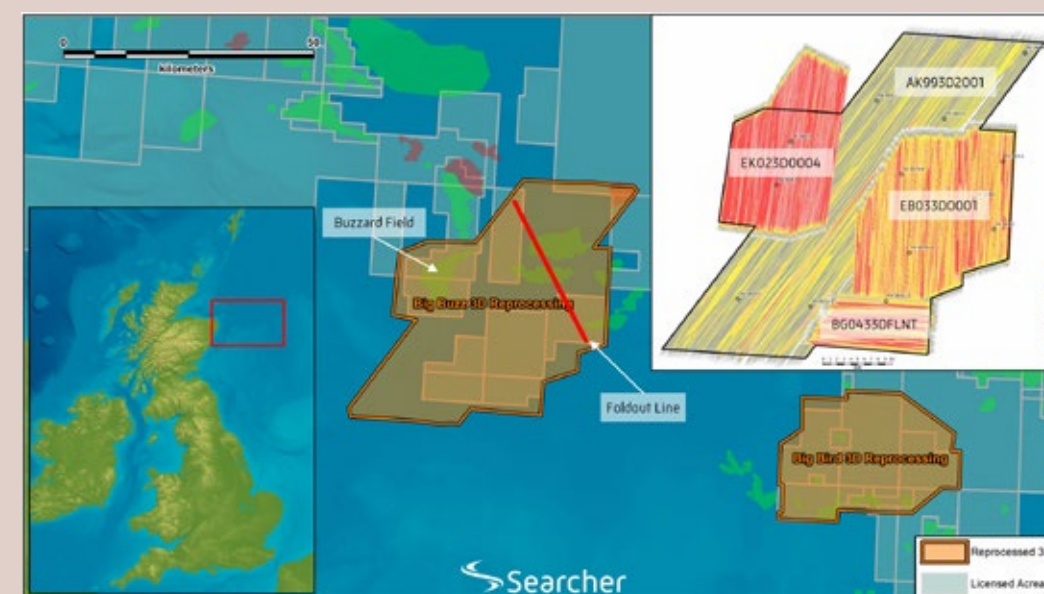 0
50
kilometers
Buzzard Field
Big Buzz 3D Reprocessing
Foldout Line
AK993D2001
EK023D0004
EB033D0001
BG0433DFLNT
Big Bird 3D Reprocessing
Searcher
Reprocessed 3
Licensed Acrea